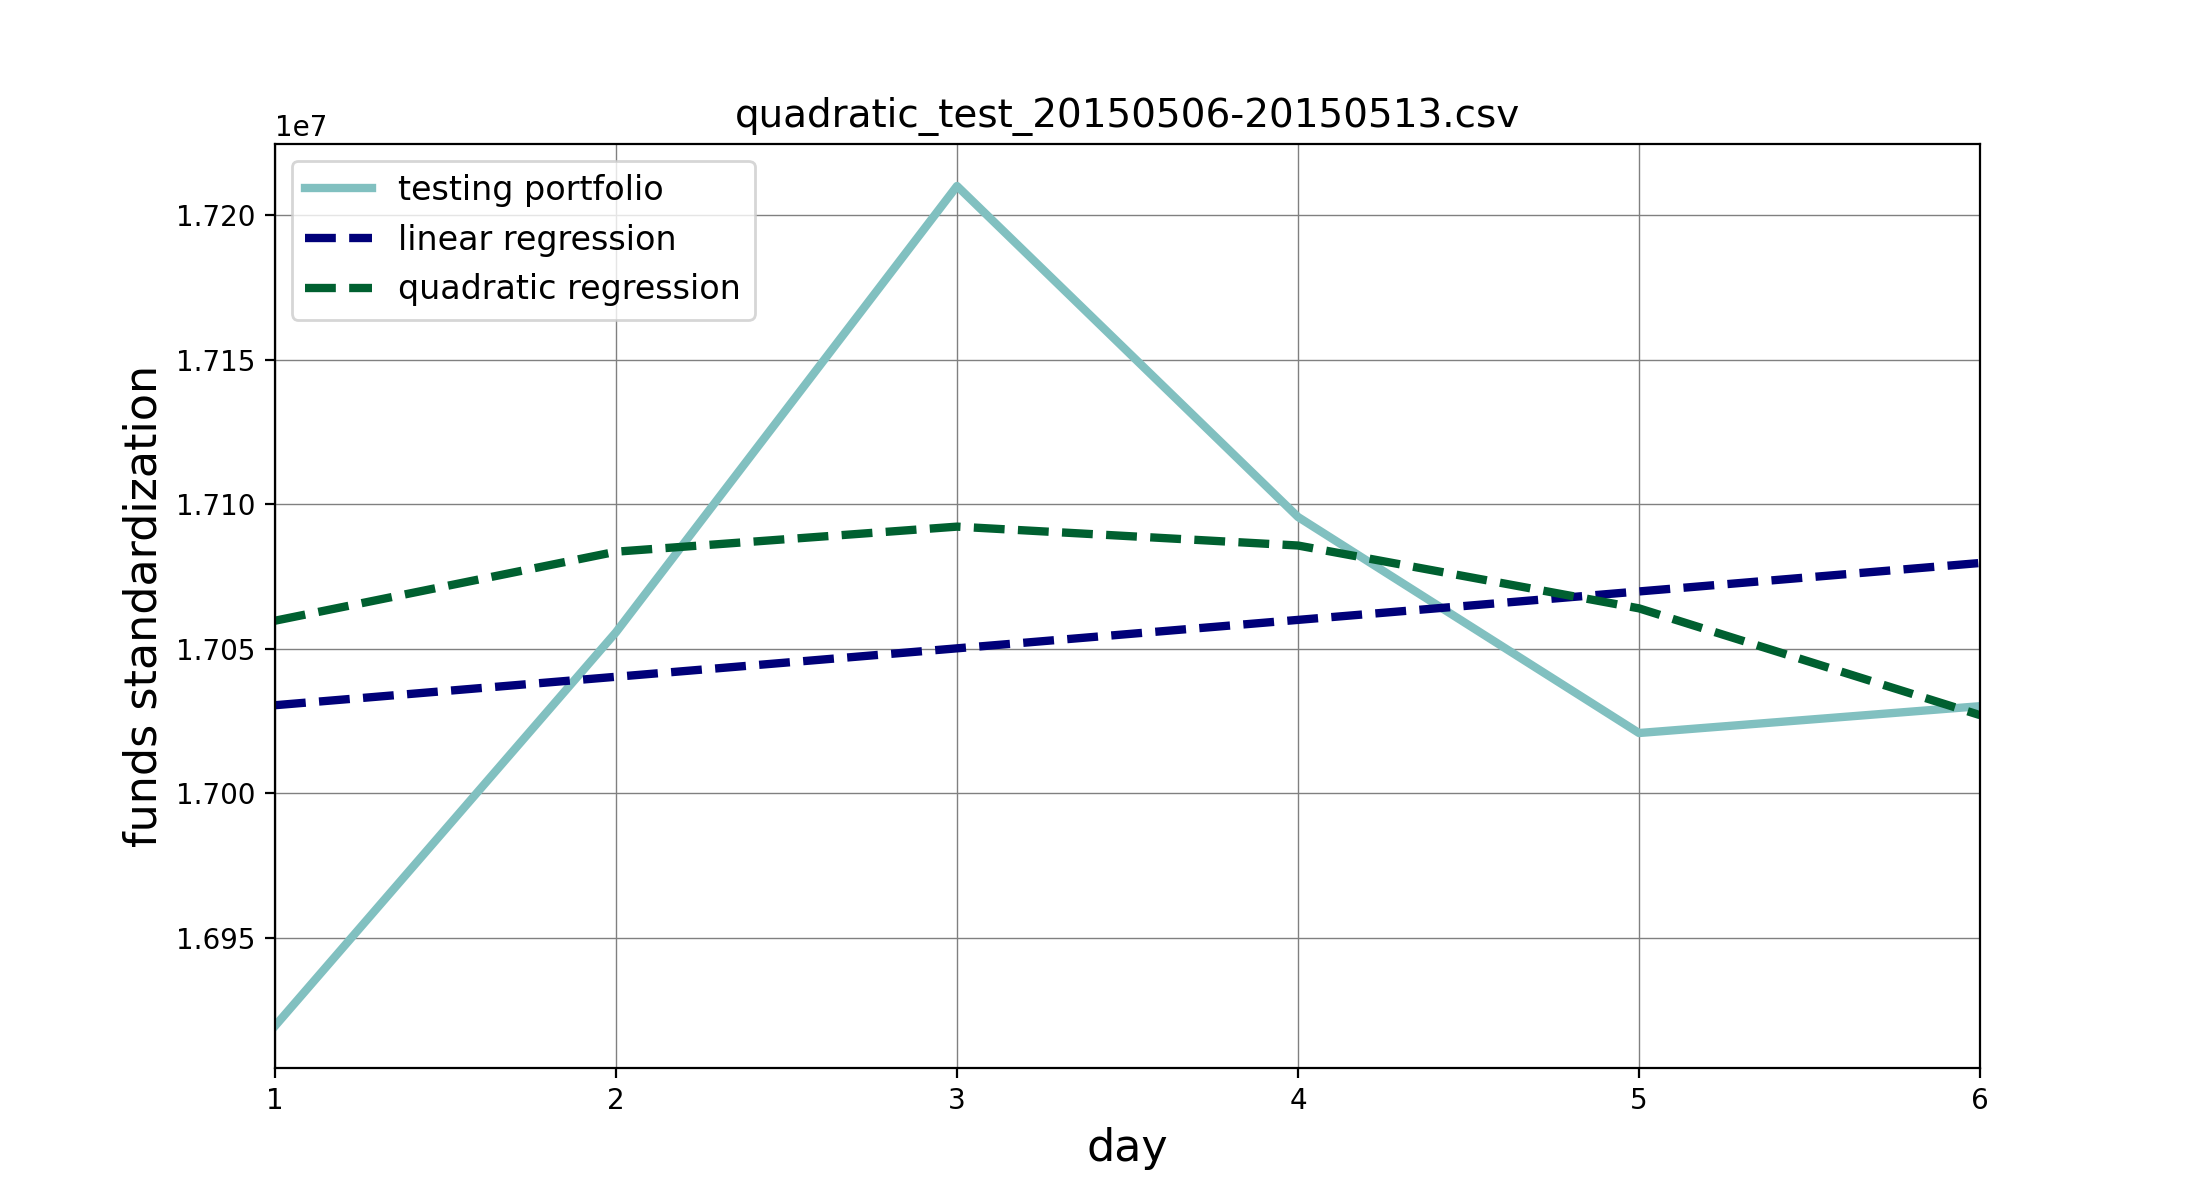 quadratic_test_20150506-20150513.csv
1e7
testing portfolio
linear regression
quadratic regression
1.720
1.715
1.710
1.705
1.700
1.695
funds standardization
1 2 3 4 5 6
day